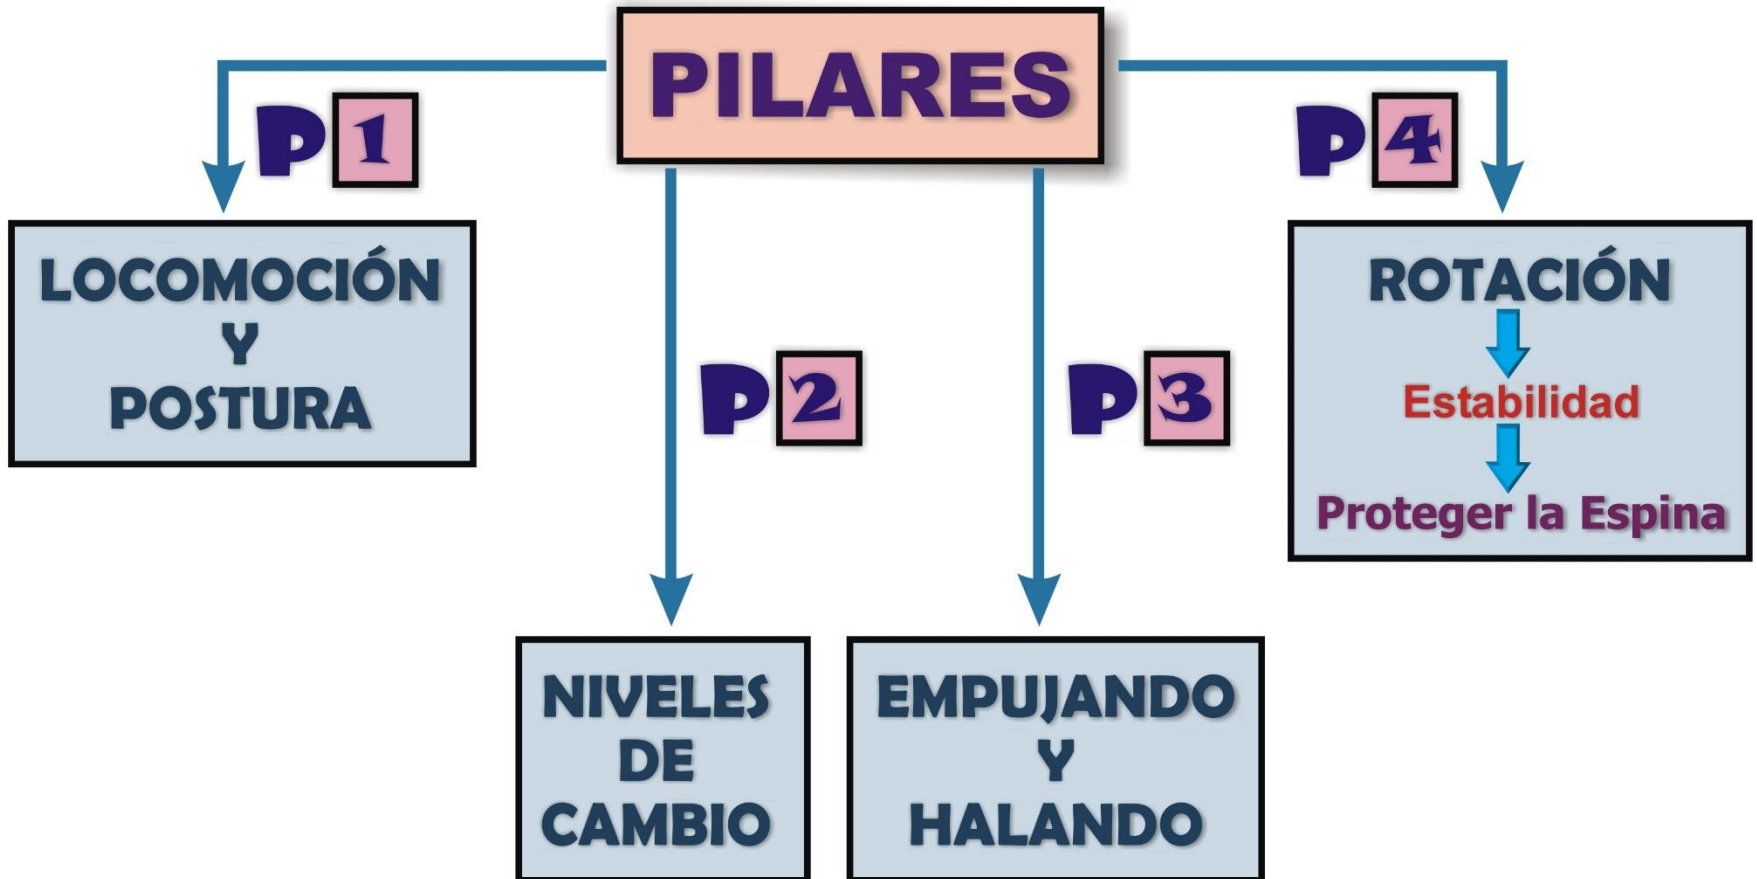 PILARES
P1
LOCOMOCIÓN
Y
POSTURA
P2
NIVELES
DE
CAMBIO
P3
EMPUJANDO
Y
HALANDO
P4
ROTACIÓN
Estabilidad
Proteger la Espina